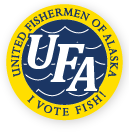 UNITED FISHERMEN OF ALASKA
UFA
I VOTE FISH!